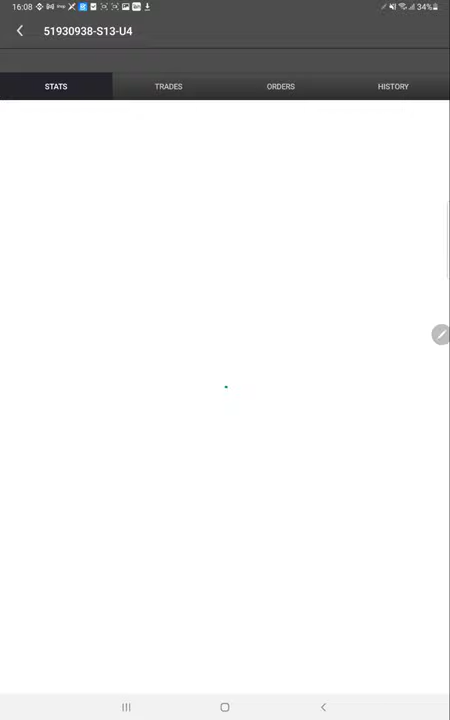 16:08
34%
51930938-S13-U4
STATS
TRADES
ORDERS
HISTORY